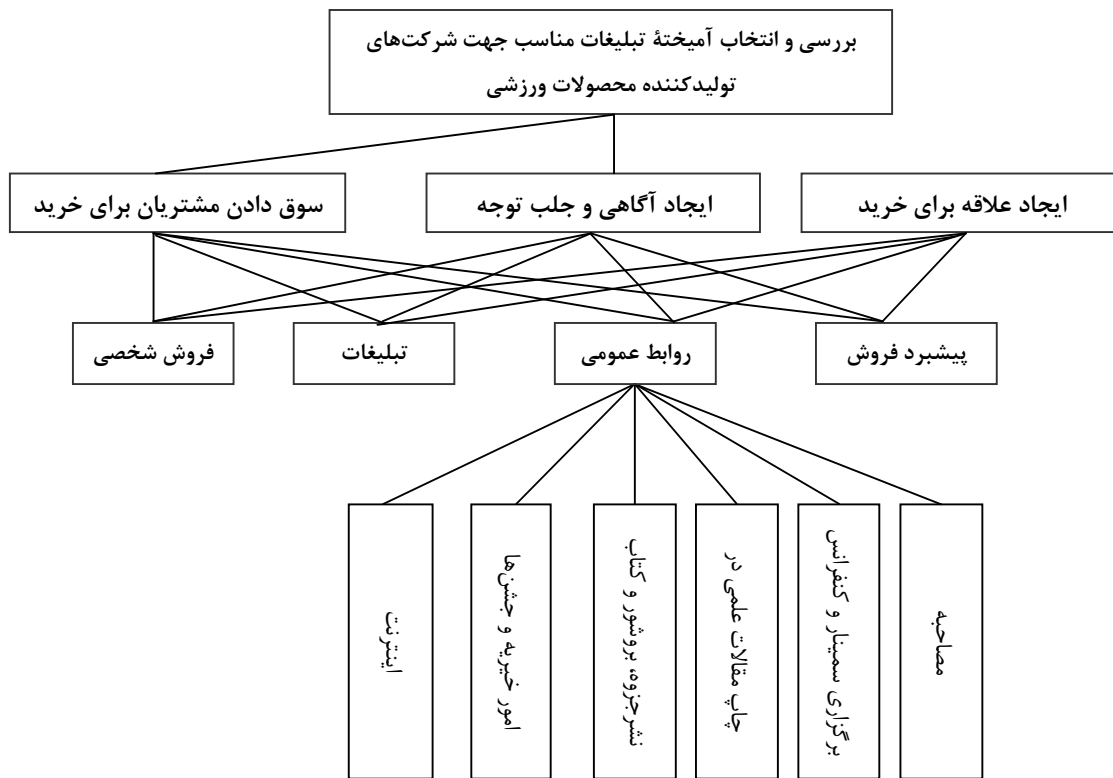 بررسی و انتخاب آمیختهٔ تبلیغات مناسب جهت شرکت‌های
تولیدکننده محصولات ورزشی
ایجاد علاقه برای خرید
ایجاد آگاهی و جلب توجه
سوق دادن مشتریان برای خرید
پیشبرد فروش
روابط عمومی
تبلیغات
فروش شخصی
مصاحبه
برگزاری سمینار و کنفرانس
چاپ مقالات علمی در
نشرجزوه، بروشور و کتاب
امور خیریه و جشن‌ها
اینترنت